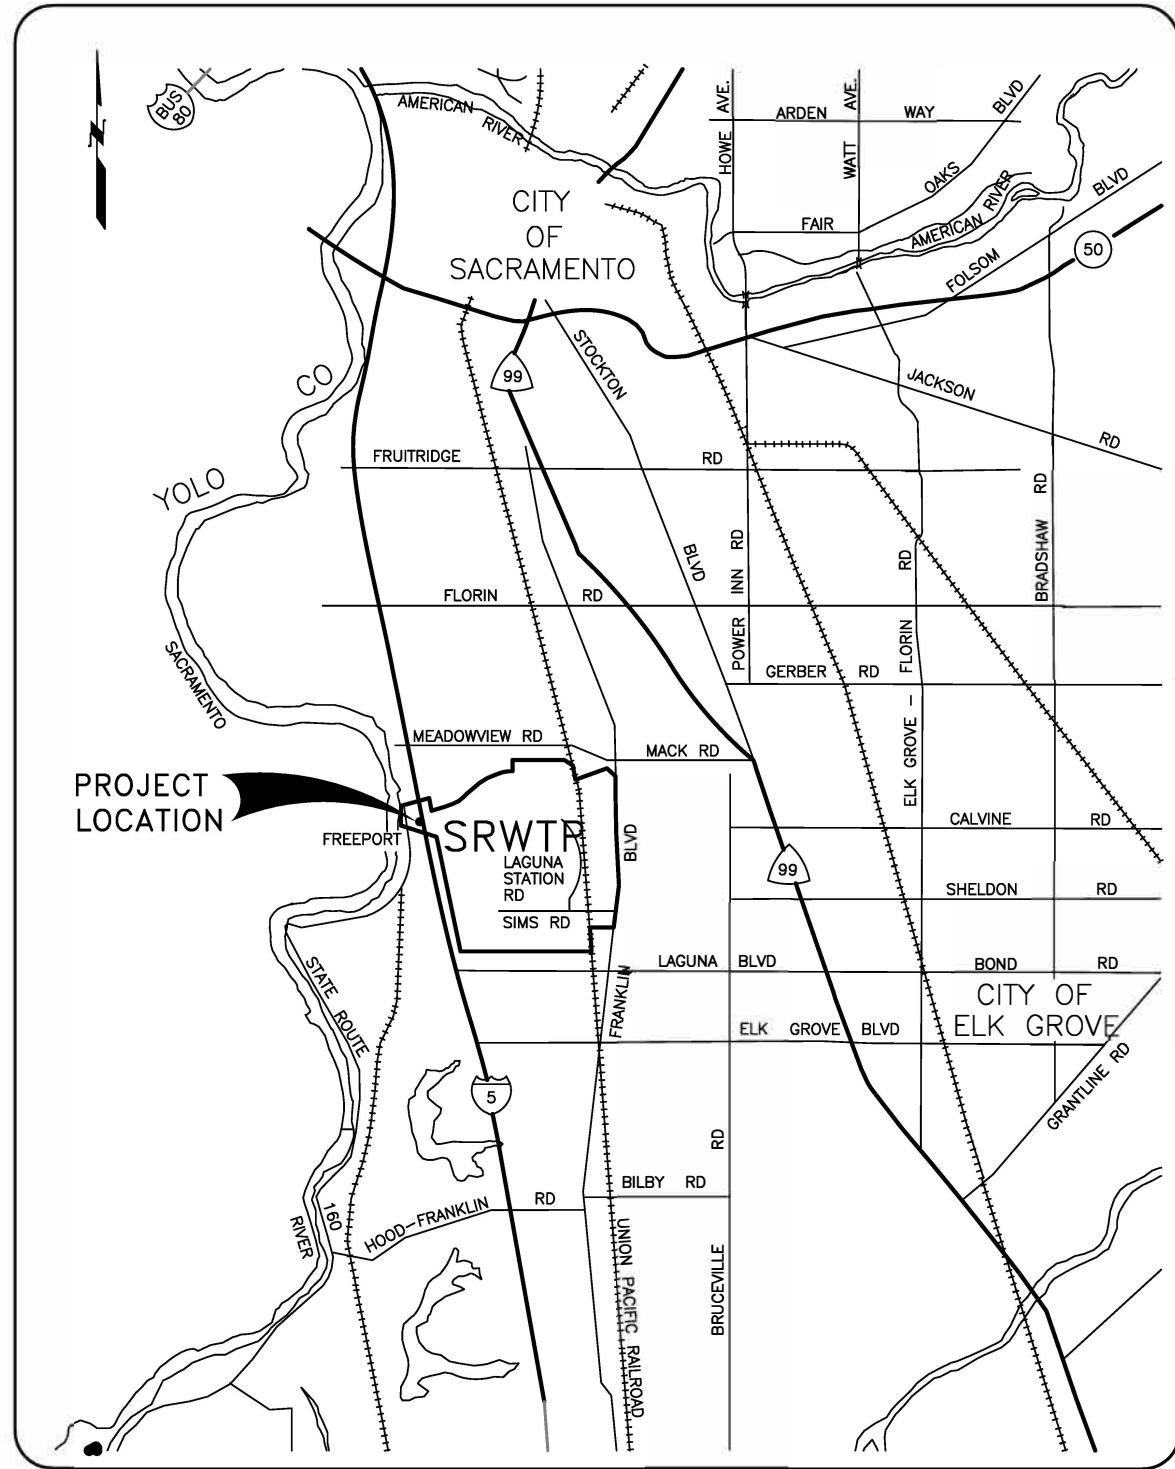 BUS
80
AMERICAN
RIVER
HOWE AVE.
WATT AVE.
ARDEN WAY
BLVD
OAKS
FAIR
AMERICAN RIVER
BLVD
FOLSOM
50
CITY
OF
SACRAMENTO
99
STOCKTON
BLVD
JACKSON
RD
YOLO CO
FRUITRIDGE RD
POWER INN RD
BRADSHAW RD
ELK GROVE – FLORIN RD
FLORIN RD
SACRAMENTO
GERBER RD
MEADOWVIEW RD
MACK RD
PROJECT
LOCATION
FREEPORT
SRWTP
LAGUNA
STATION
RD
SIMS RD
FRANKLIN BLVD
CALVINE RD
99
SHELDON RD
LAGUNA BLVD
BOND RD
CITY OF
ELK GROVE
ELK GROVE BLVD
GRANTLINE RD
STATE ROUTE
160
RIVER
5
HOOD–FRANKLIN RD
BILBY RD
BRUCEVILLE RD
UNION PACIFIC RAILROAD